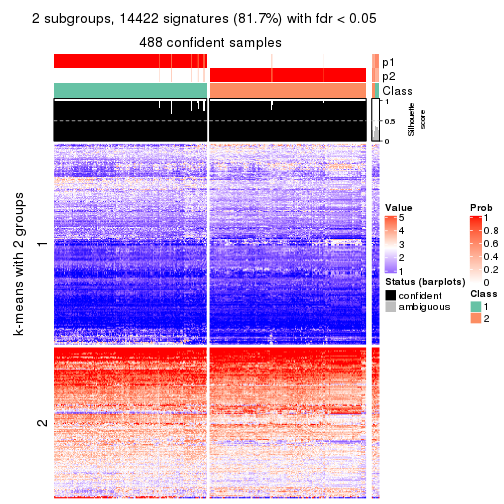 2 subgroups, 14422 signatures (81.7%) with fdr < 0.05
488 confident samples
p1
p2
Class
1
0.5
0
Silhouette
score
k-means with 2 groups
1
2
Value
5
4
3
2
1
Status (barplots)
confident
ambiguous
Prob
1
0.8
0.6
0.4
0.2
0
Class
1
2